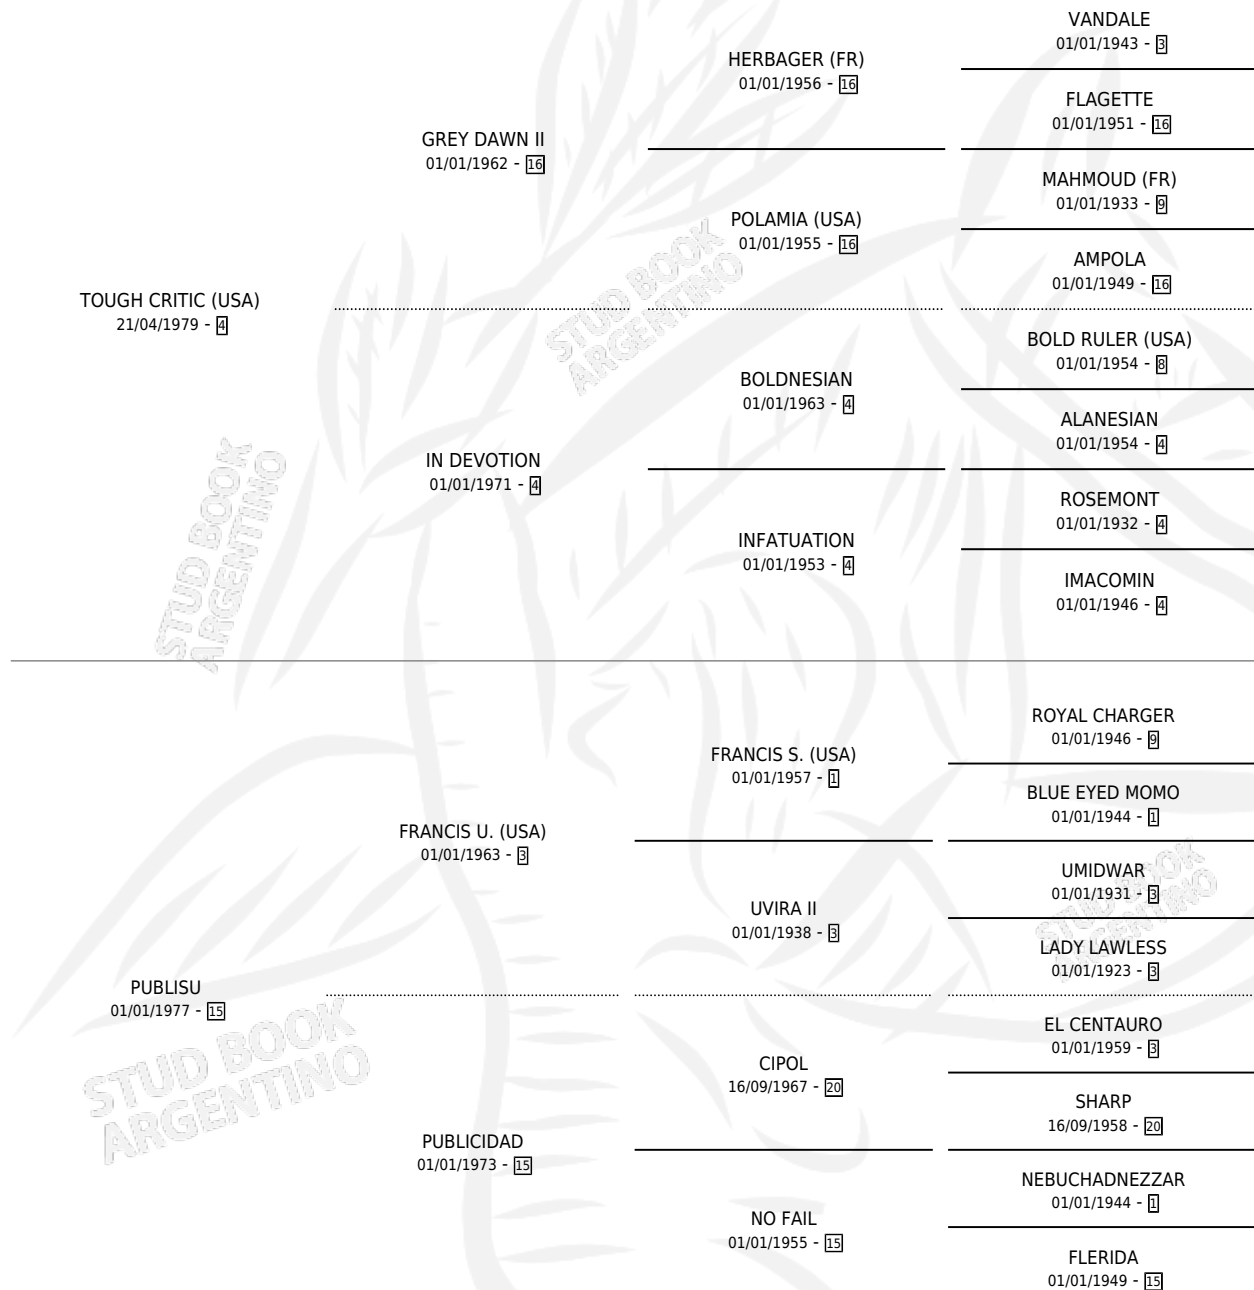 VANDALE
01/01/1943 - 3
HERBAGER (FR)
01/01/1956 - 16
FLAGETTE
01/01/1951 - 16
GREY DAWN II
01/01/1962 - 16
MAHMOUD (FR)
01/01/1933 - 9
POLAMIA (USA)
01/01/1955 - 16
AMPOLA
01/01/1949 - 16
TOUGH CRITIC (USA)
21/04/1979 - 4
BOLD RULER (USA)
01/01/1954 - 8
BOLDNESIAN
01/01/1963 - 4
ALANESIAN
01/01/1954 - 4
IN DEVOTION
01/01/1971 - 4
ROSEMONT
01/01/1932 - 4
INFATUATION
01/01/1953 - 4
IMACOMIN
01/01/1946 - 4
ROYAL CHARGER
01/01/1946 - 9
FRANCIS S. (USA)
01/01/1957 - 1
BLUE EYED MOMO
01/01/1944 - 1
FRANCIS U. (USA)
01/01/1963 - 3
UMIDWAR
01/01/1931 - 3
UVIRA II
01/01/1938 - 3
LADY LAWLESS
01/01/1923 - 3
PUBLISU
01/01/1977 - 15
EL CENTAURO
01/01/1959 - 3
CIPOL
16/09/1967 - 20
SHARP
16/09/1958 - 20
PUBLICIDAD
01/01/1973 - 15
NEBUCHADNEZZAR
01/01/1944 - 1
NO FAIL
01/01/1955 - 15
FLERIDA
01/01/1949 - 15
STUD BOOK
ARGENTINO
STUD BOOK
ARGENTINO
STUD BOOK
ARGENTINO
STUD BOOK
ARGENTINO